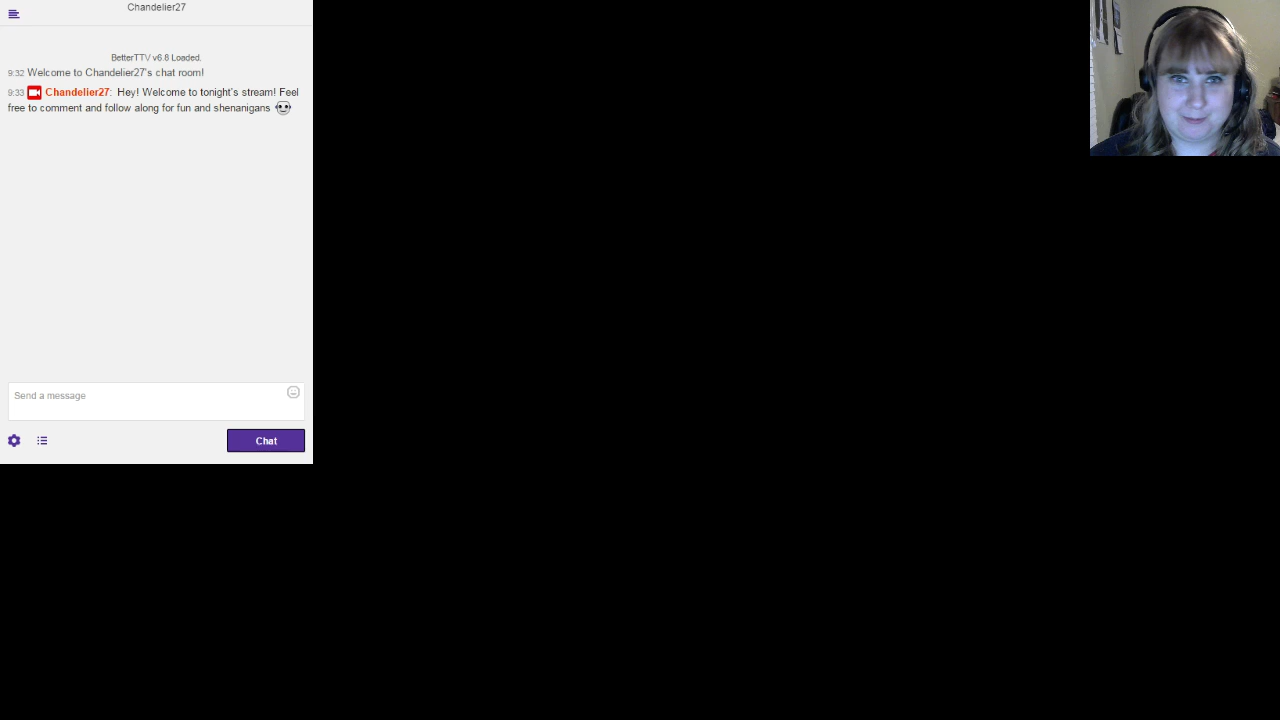 Chandelier27
BetterTTV v6.8 Loaded.
9:32 Welcome to Chandelier27's chat room!
9:33 Chandelier27: Hey! Welcome to tonight's stream! Feel
free to comment and follow along for fun and shenanigans
Send a message
Chat